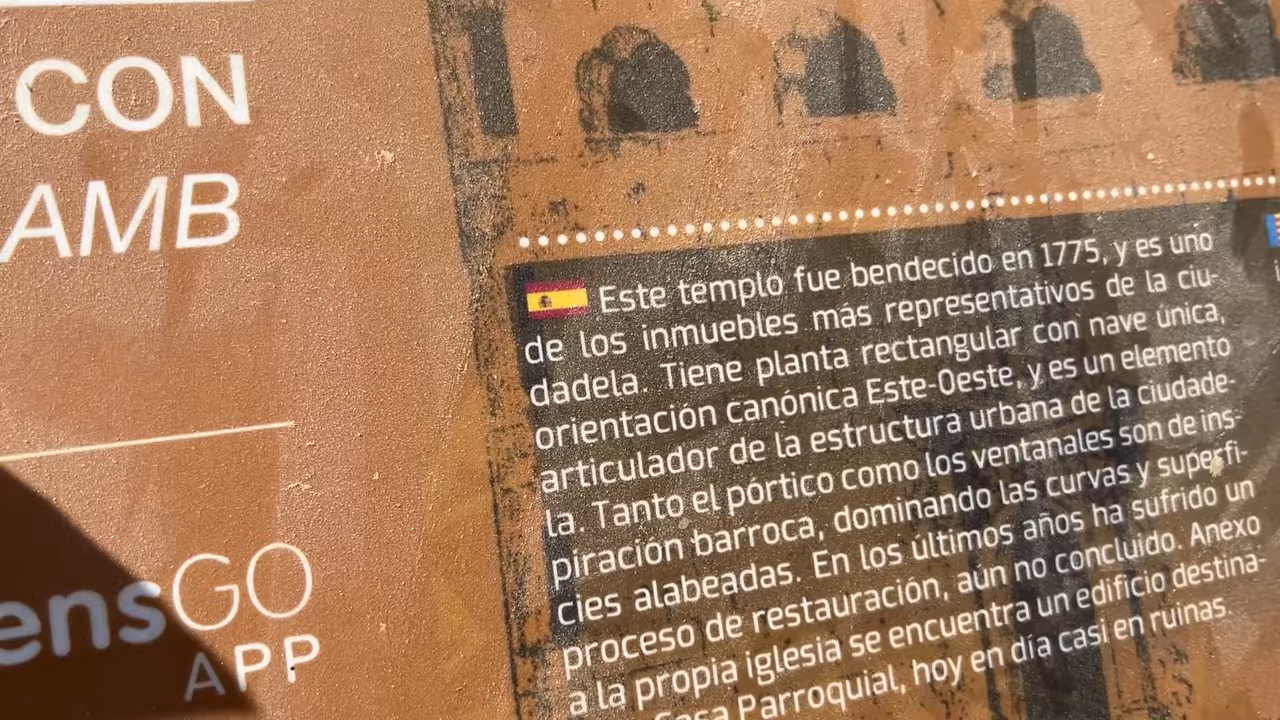 CON
AMB
ensGO
APP
Este templo fue bendecido en 1775, y es uno
de los inmuebles más representativos de la ciu-
dadela. Tiene planta rectangular con nave única,
orientación canónica Este-Oeste, y es un elemento
articulador de la estructura urbana de la ciudade-
la. Tanto el pórtico como los ventanales son de ins-
piración barroca, dominando las curvas y superfi-
cies alabeadas. En los últimos años ha sufrido un
proceso de restauración, aún no concluido. Anexo
a la propia iglesia se encuentra un edificio destina-
Casa Parroquial, hoy en día casi en ruinas.